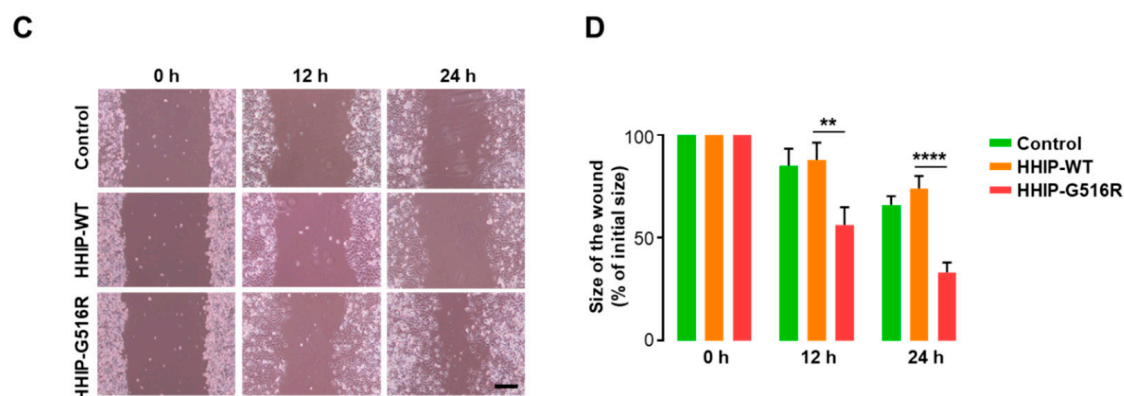 C
0 h 12 h 24 h
Control
HHIP-WT
HHIP-G516R
D
Size of the wound
(% of initial size)
100
50
0
** ****
0 h 12 h 24 h
Control
HHIP-WT
HHIP-G516R